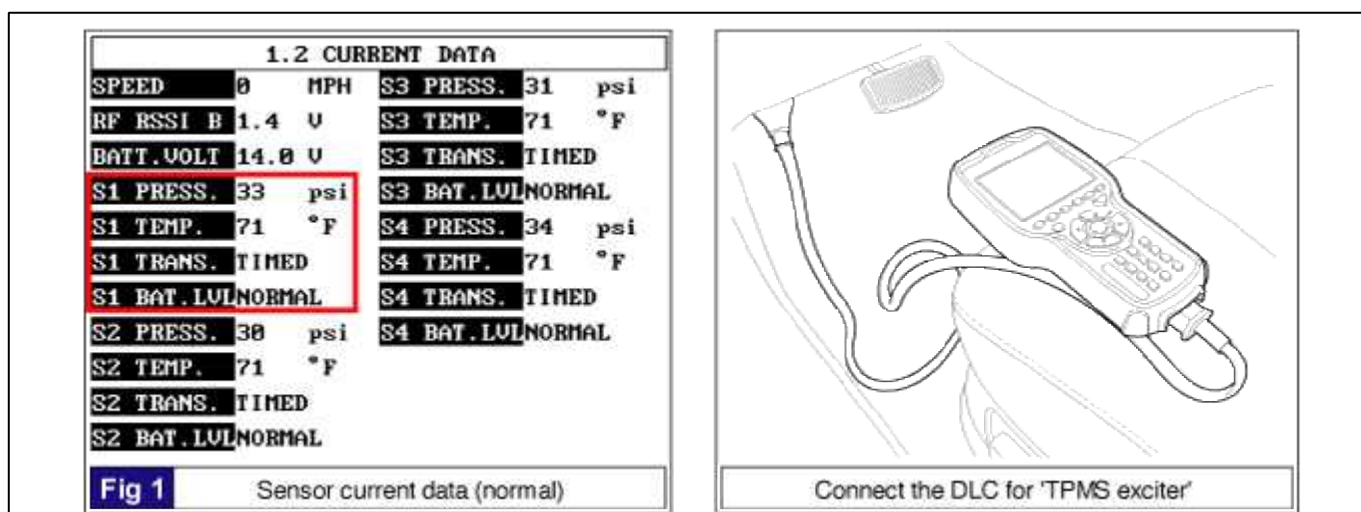 1.2 CURRENT DATA
SPEED 0 MPH
RF RSSI B 1.4 V
BATT.VOLT 14.0 V
S1 PRESS. 33 psi
S1 TEMP. 71 °F
S1 TRANS. TIMED
S1 BAT.LVL NORMAL
S2 PRESS. 30 psi
S2 TEMP. 71 °F
S2 TRANS. TIMED
S2 BAT.LVL NORMAL
S3 PRESS. 31 psi
S3 TEMP. 71 °F
S3 TRANS. TIMED
S3 BAT.LVL NORMAL
S4 PRESS. 34 psi
S4 TEMP. 71 °F
S4 TRANS. TIMED
S4 BAT.LVL NORMAL
Fig 1 Sensor current data (normal)
Connect the DLC for 'TPMS exciter'